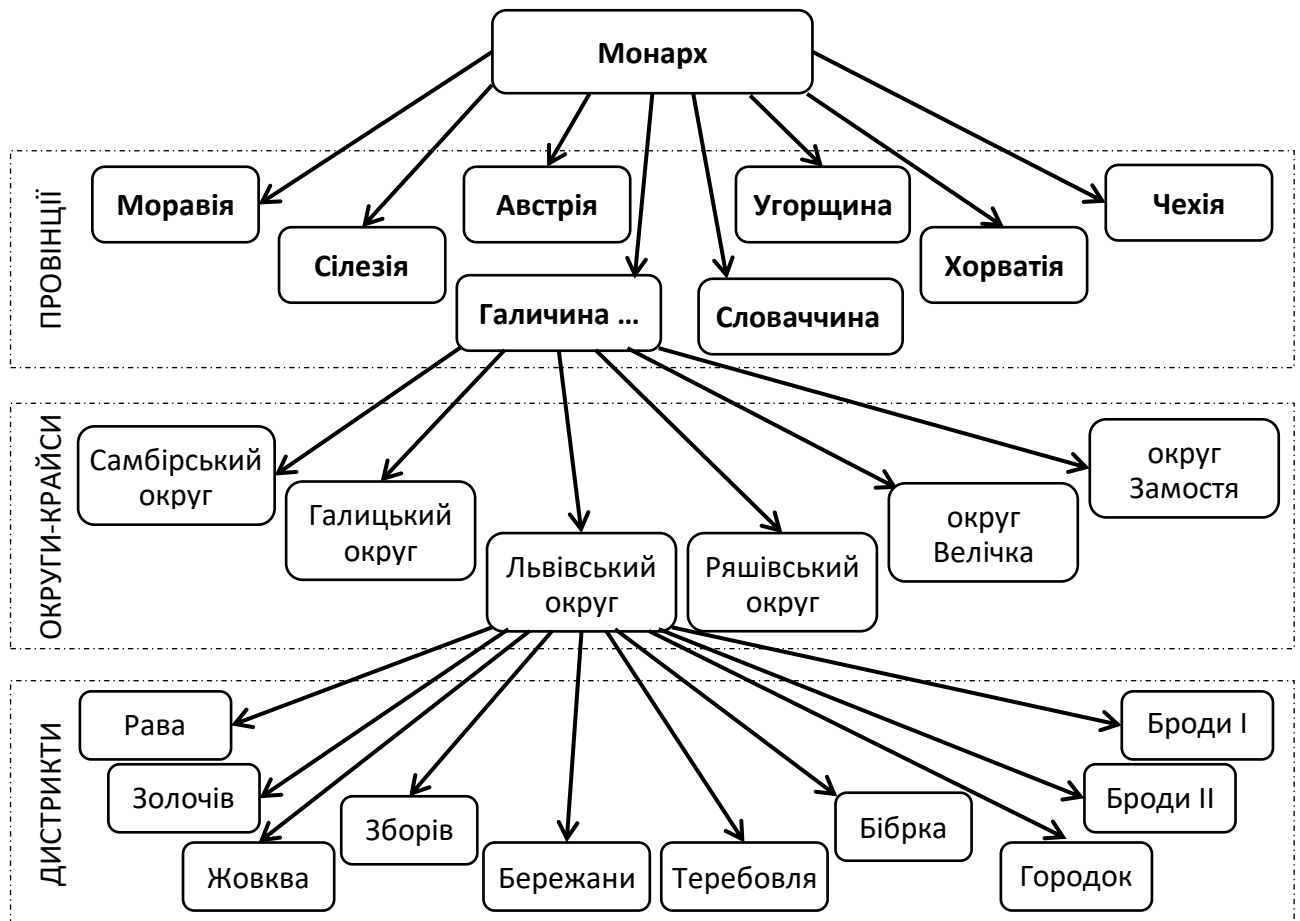 Монарх
ПРОВІНЦІЇ
Моравія
Австрія
Угорщина
Чехія
Сілезія
Хорватія
Галичина ...
Словаччина
ОКРУГИ-КРАЙСИ
Самбірський
округ
округ
Замостя
Галицький
округ
округ
Велічка
Львівський
округ
Ряшівський
округ
ДИСТРИКТИ
Рава
Броди І
Золочів
Броди ІІ
Зборів
Бібрка
Жовква
Бережани
Теребовля
Городок